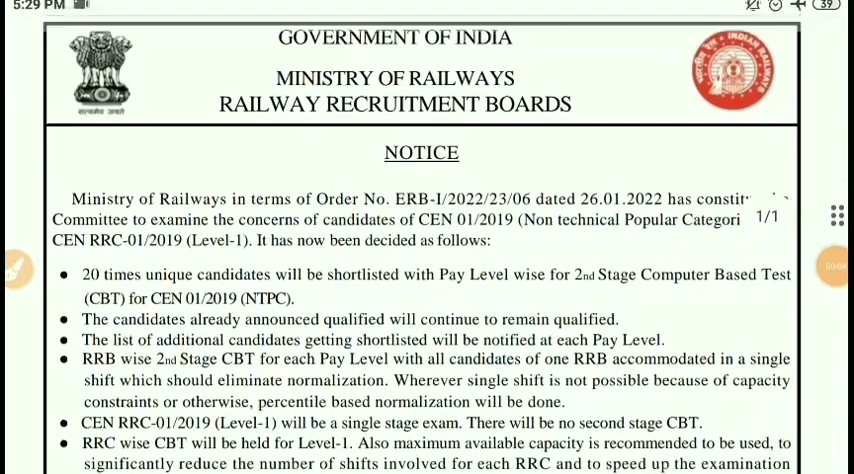 5:29 PM
39
GOVERNMENT OF INDIA
MINISTRY OF RAILWAYS
RAILWAY RECRUITMENT BOARDS
सत्यमेव जयते
INDIAN RAILWAYS
भारतीय रेल
NOTICE
Ministry of Railways in terms of Order No. ERB-I/2022/23/06 dated 26.01.2022 has
Committee to examine the concerns of candidates of CEN 01/2019 (Non technical Popular
1/1
CEN RRC-01/2019 (Level-1). It has now been decided as follows:
● 20 times unique candidates will be shortlisted with Pay Level wise for 2nd Stage Computer Based Test
(CBT) for CEN 01/2019 (NTPC).
● The candidates already announced qualified will continue to remain qualified.
● The list of additional candidates getting shortlisted will be notified at each Pay Level.
● RRB wise 2nd Stage CBT for each Pay Level with all candidates of one RRB accommodated in a single
shift which should eliminate normalization. Wherever single shift is not possible because of capacity
constraints or otherwise, percentile based normalization will be done.
● CEN RRC-01/2019 (Level-1) will be a single stage exam. There will be no second stage CBT.
● RRC wise CBT will be held for Level-1. Also maximum available capacity is recommended to be used, to
significantly reduce the number of shifts involved for each RRC and to speed up the examination
00:04